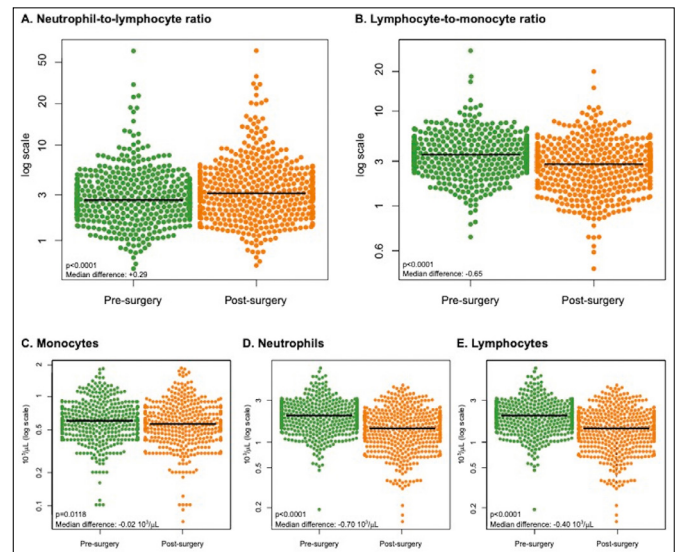 A. Neutrophil-to-lymphocyte ratio
log scale
50
20
10
3
1
p<0.0001
Median difference: +0.29
Pre-surgery
Post-surgery
B. Lymphocyte-to-monocyte ratio
log scale
20
10
3
1
0.6
p<0.0001
Median difference: -0.65
Pre-surgery
Post-surgery
C. Monocytes
10³/μL (log scale)
2
1
0.5
0.2
0.1
p=0.0118
Median difference: -0.02 10³/μL
Pre-surgery
Post-surgery
D. Neutrophils
10³/μL (log scale)
3
1
0.5
0.2
p<0.0001
Median difference: -0.70 10³/μL
Pre-surgery
Post-surgery
E. Lymphocytes
10³/μL (log scale)
3
1
0.5
0.2
p<0.0001
Median difference: -0.40 10³/μL
Pre-surgery
Post-surgery